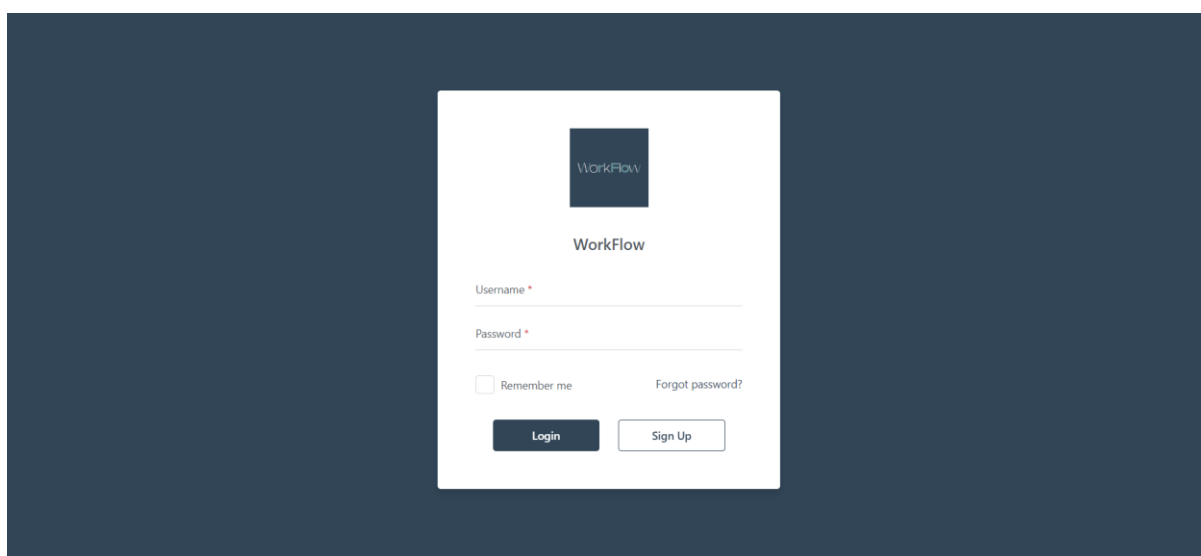 WorkFlow
WorkFlow
Username *
Password *
Remember me Forgot password?
Login Sign Up